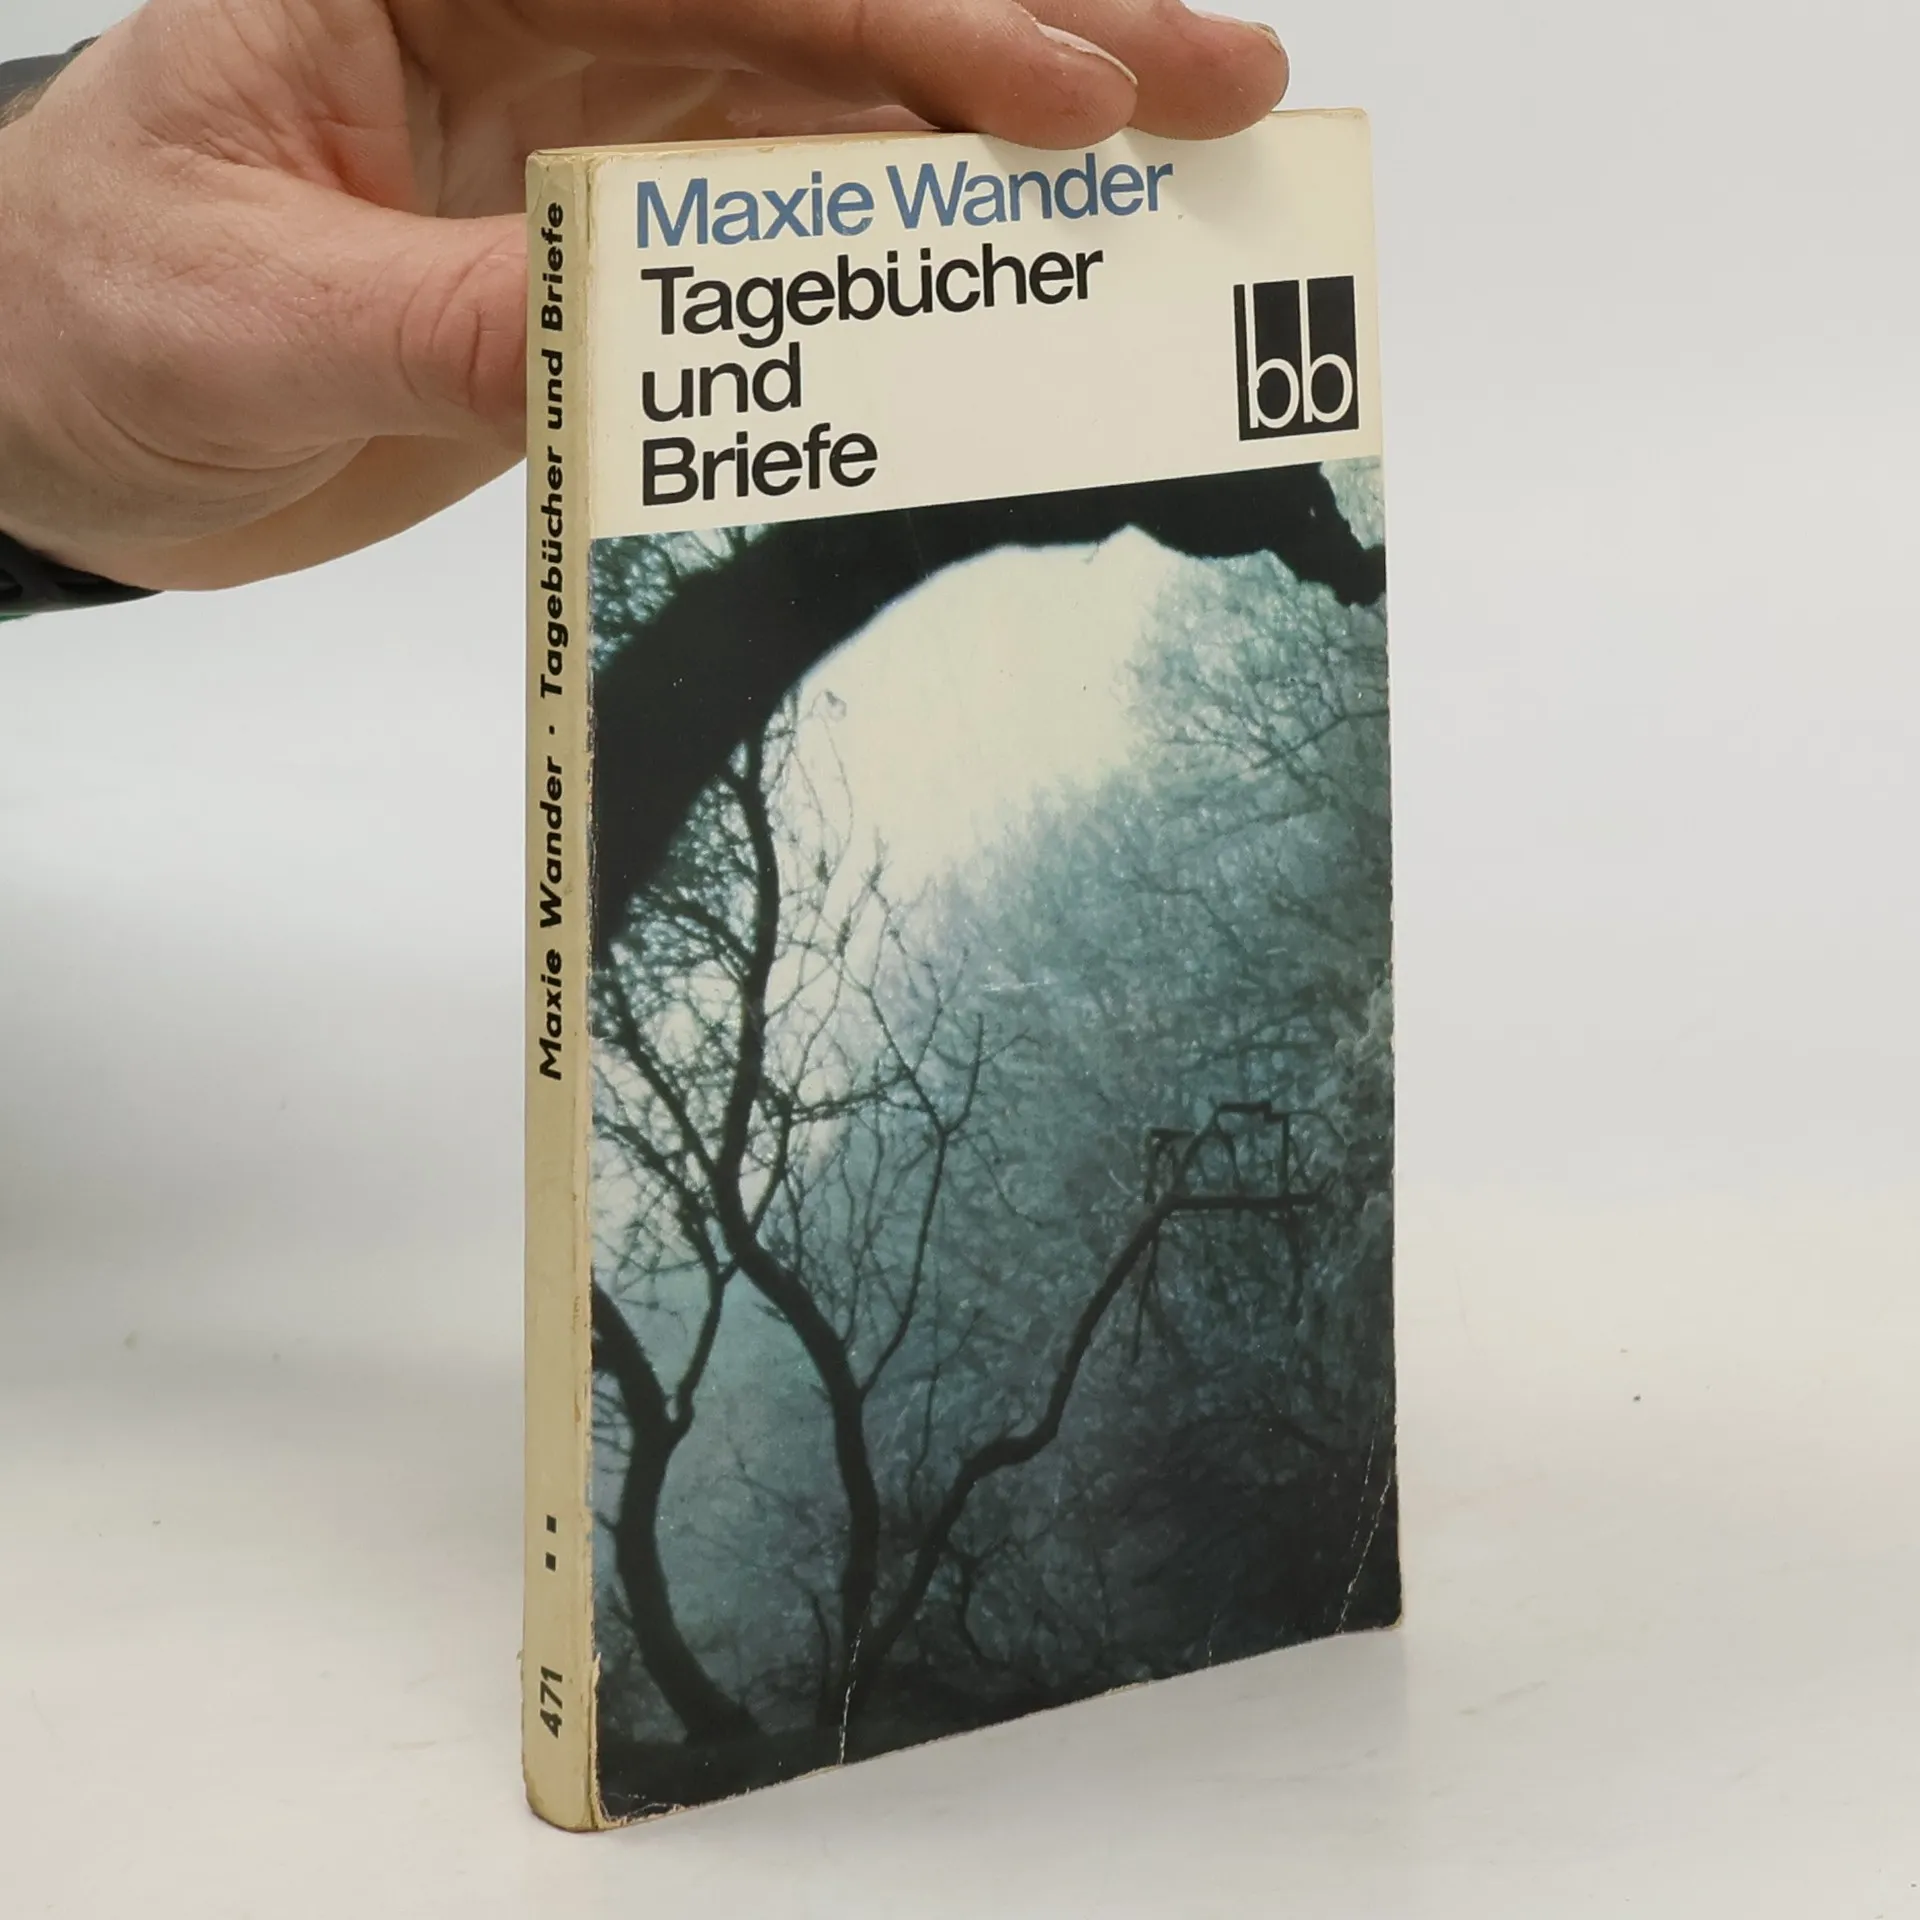 Maxie Wander
Tagebücher
und
Briefe
bb
Maxie Wander · Tagebücher und Briefe
471